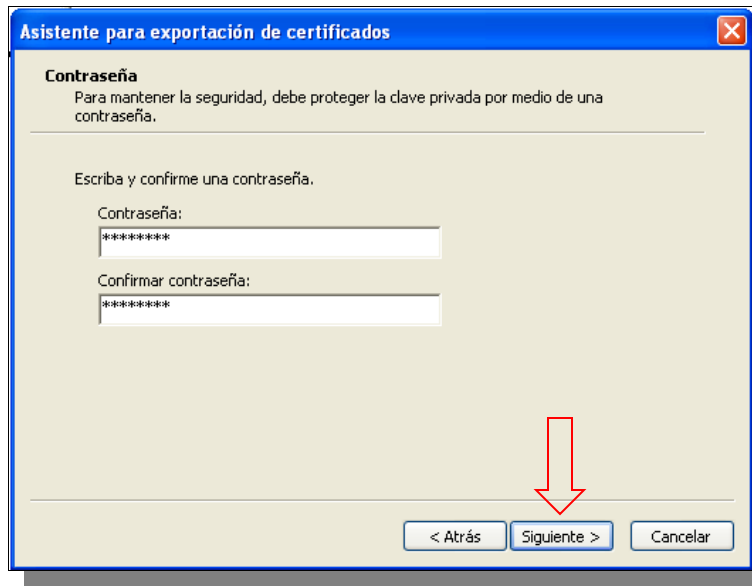 Asistente para exportación de certificados
Contraseña
Para mantener la seguridad, debe proteger la clave privada por medio de una
contraseña.
Escriba y confirme una contraseña.
Contraseña:
********
Confirmar contraseña:
********
< Atrás
Siguiente >
Cancelar